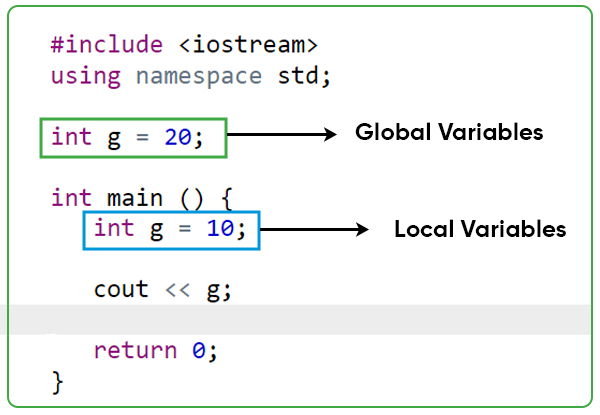 #include <iostream>
using namespace std;
int g = 20; Global Variables
int main () {
int g = 10; Local Variables
cout << g;
return 0;
}